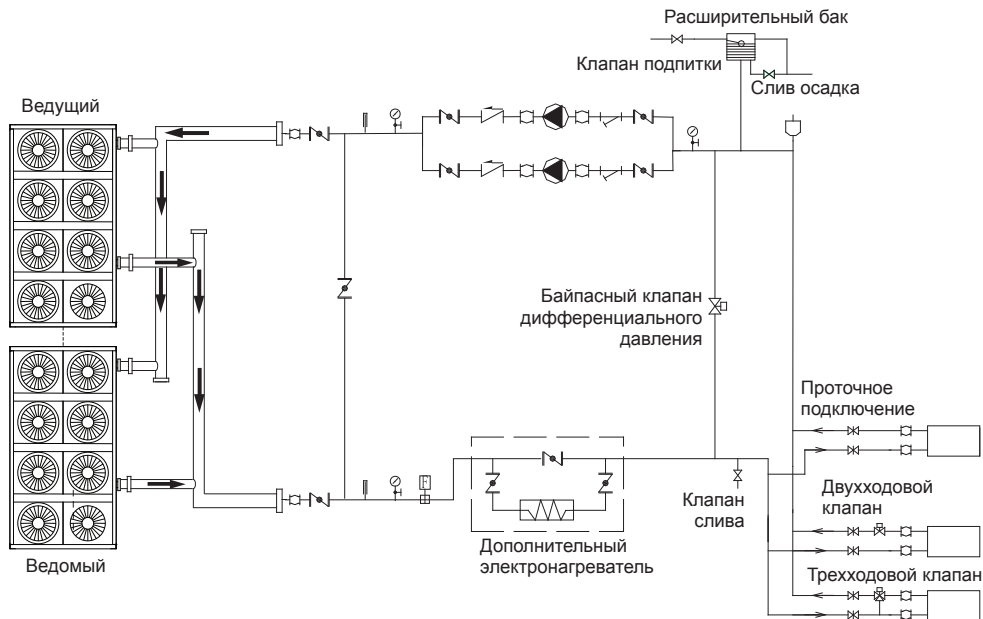 Расширительный бак
Клапан подпитки
Слив осадка
Ведущий
Байпасный клапан
дифференциального
давления
Проточное
подключение
F
Клапан
слива
Двухходовой
клапан
Дополнительный
электронагреватель
Ведомый
Трехходовой клапан